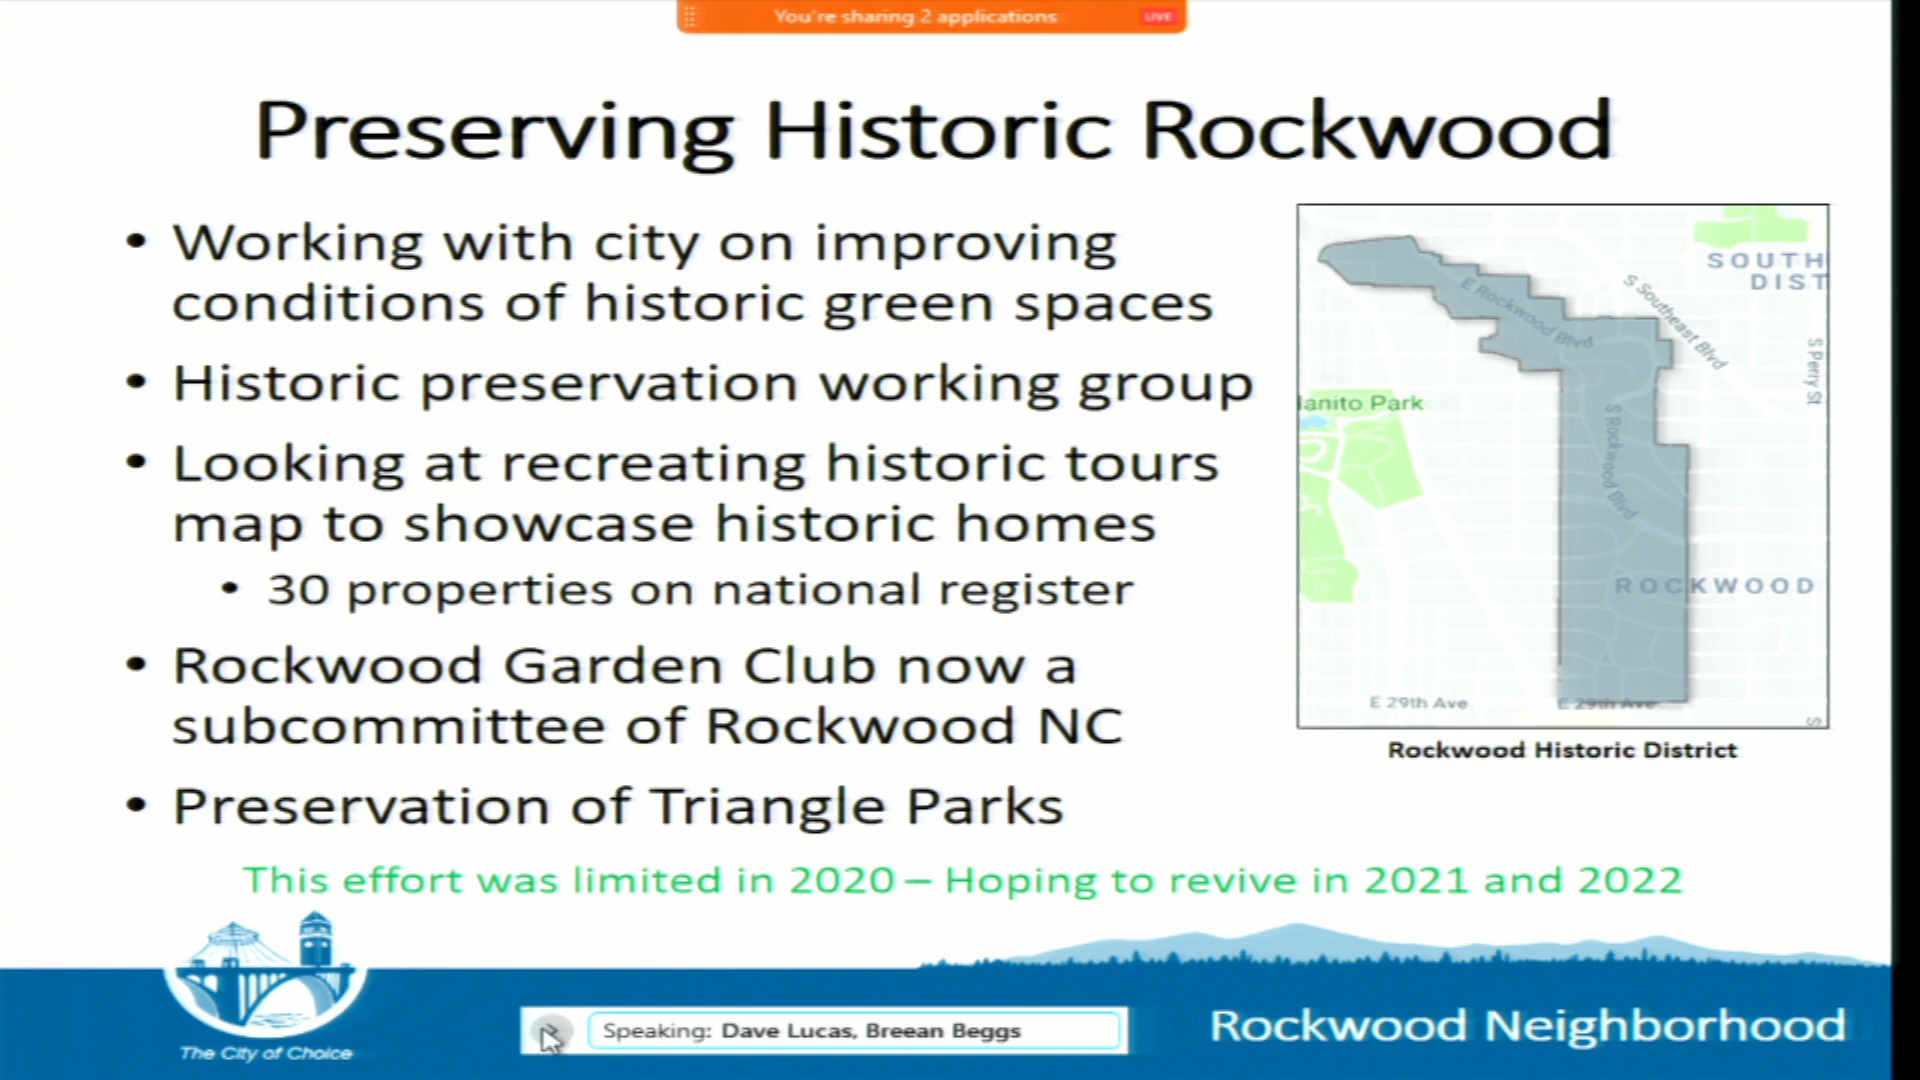 You're sharing 2 applications
LIVE
Preserving Historic Rockwood
• Working with city on improving
conditions of historic green spaces
• Historic preservation working group
• Looking at recreating historic tours
map to showcase historic homes
• 30 properties on national register
• Rockwood Garden Club now a
subcommittee of Rockwood NC
• Preservation of Triangle Parks
SOUTH
DIST
E Rockwood Blvd
S Southeast Blvd
S Perry St
anito Park
S Rockwood Blvd
ROCKWOOD
E 29th Ave
E 29th Ave
S
Rockwood Historic District
This effort was limited in 2020 – Hoping to revive in 2021 and 2022
The City of Choice
Speaking: Dave Lucas, Breean Beggs
Rockwood Neighborhood